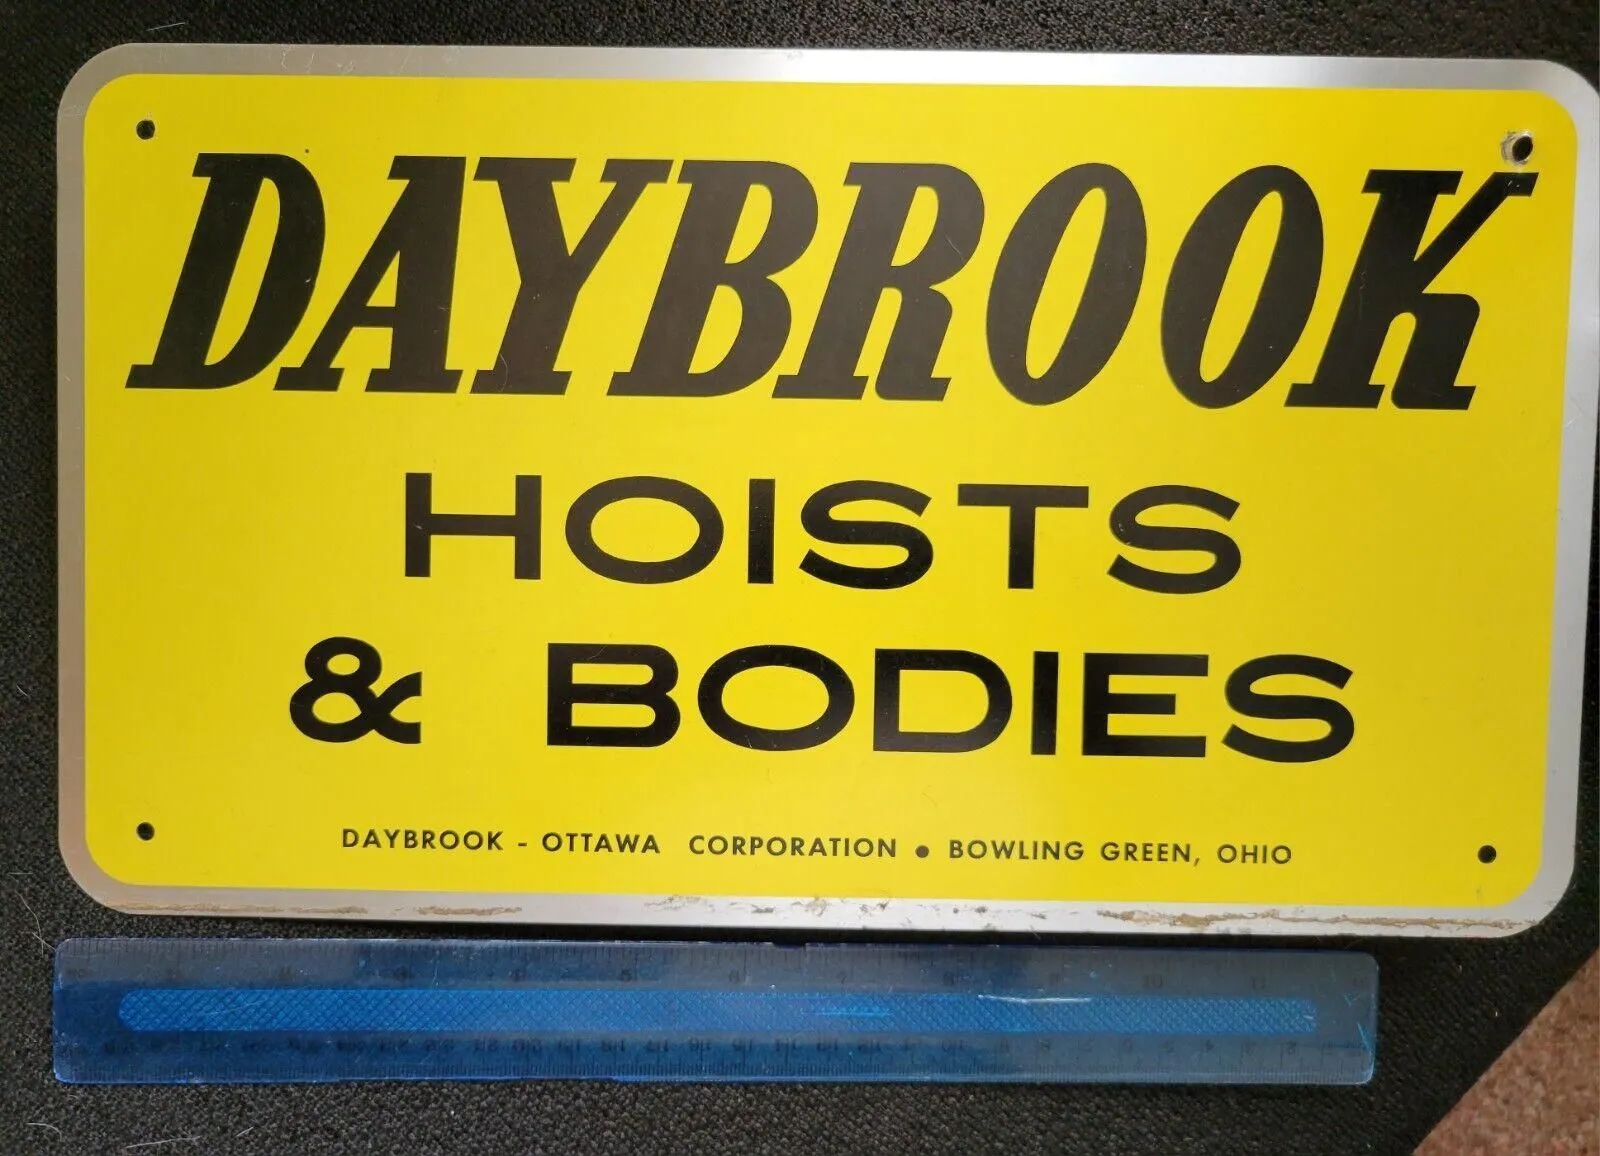 DAYBROOK
HOISTS
& BODIES
DAYBROOK - OTTAWA CORPORATION • BOWLING GREEN, OHIO